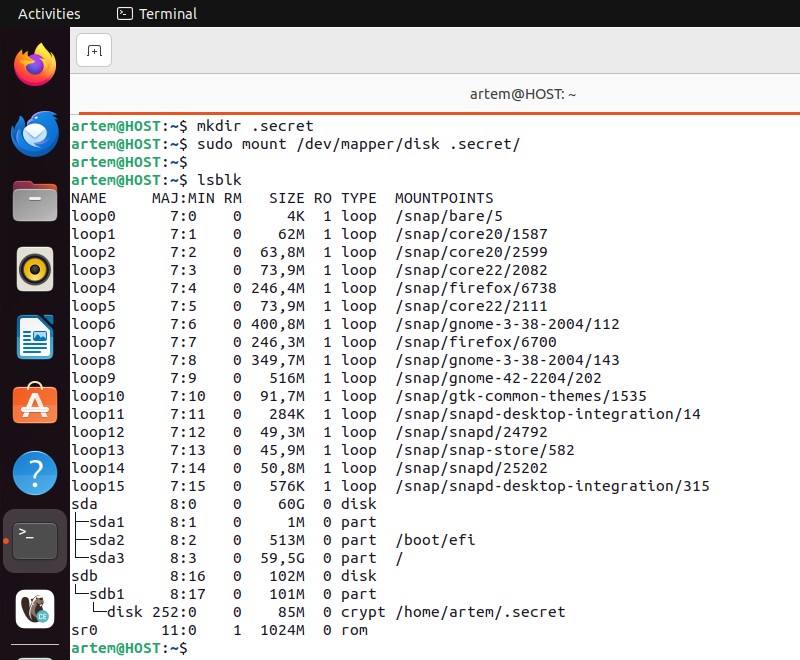 Activities Terminal
artem@HOST: ~
artem@HOST:~$ mkdir .secret
artem@HOST:~$ sudo mount /dev/mapper/disk .secret/
artem@HOST:~$
artem@HOST:~$ lsblk
NAME MAJ:MIN RM SIZE RO TYPE MOUNTPOINTS
loop0 7:0 0 4K 1 loop /snap/bare/5
loop1 7:1 0 62M 1 loop /snap/core20/1587
loop2 7:2 0 63,8M 1 loop /snap/core20/2599
loop3 7:3 0 73,9M 1 loop /snap/core22/2082
loop4 7:4 0 246,4M 1 loop /snap/firefox/6738
loop5 7:5 0 73,9M 1 loop /snap/core22/2111
loop6 7:6 0 400,8M 1 loop /snap/gnome-3-38-2004/112
loop7 7:7 0 246,3M 1 loop /snap/firefox/6700
loop8 7:8 0 349,7M 1 loop /snap/gnome-3-38-2004/143
loop9 7:9 0 516M 1 loop /snap/gnome-42-2204/202
loop10 7:10 0 91,7M 1 loop /snap/gtk-common-themes/1535
loop11 7:11 0 284K 1 loop /snap/snapd-desktop-integration/14
loop12 7:12 0 49,3M 1 loop /snap/snapd/24792
loop13 7:13 0 45,9M 1 loop /snap/snap-store/582
loop14 7:14 0 50,8M 1 loop /snap/snapd/25202
loop15 7:15 0 576K 1 loop /snap/snapd-desktop-integration/315
sda 8:0 0 60G 0 disk
├─sda1 8:1 0 1M 0 part
├─sda2 8:2 0 513M 0 part /boot/efi
└─sda3 8:3 0 59,5G 0 part /
sdb 8:16 0 102M 0 disk
└─sdb1 8:17 0 101M 0 part
  └─disk 252:0 0 85M 0 crypt /home/artem/.secret
sr0 11:0 1 1024M 0 rom
artem@HOST:~$